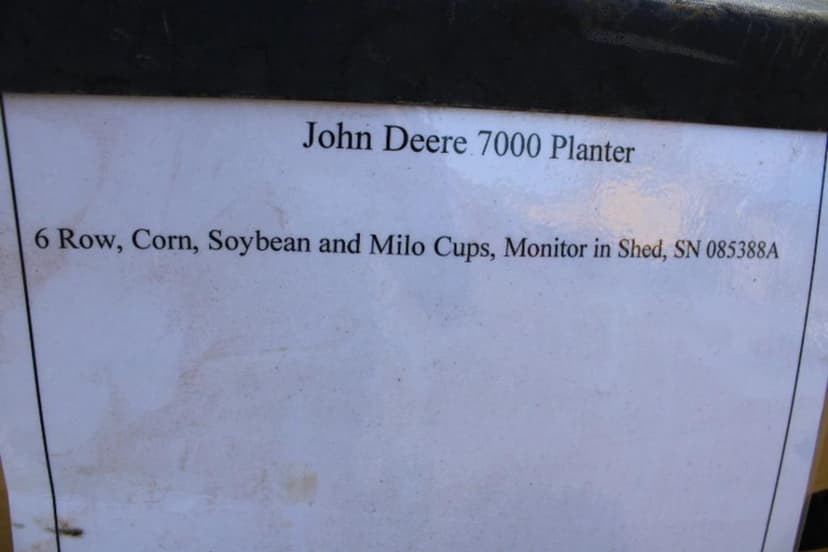 John Deere 7000 Planter
6 Row, Corn, Soybean and Milo Cups, Monitor in Shed, SN 085388A